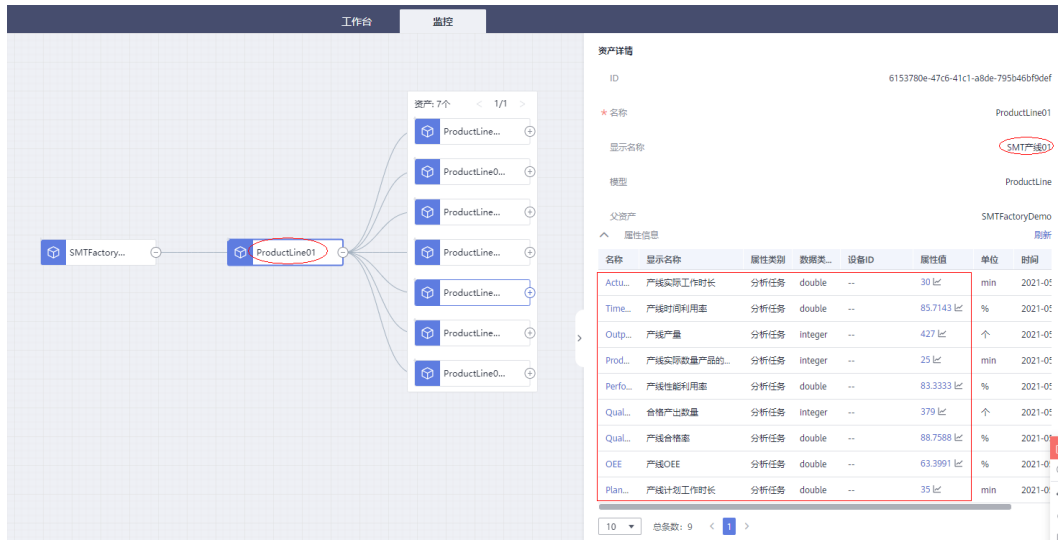 工作台 监控
资产详情
ID 6153780e-47c6-41c1-a8de-795b46bf9def
* 名称 ProductLine01
显示名称 SMT产线01
模型 ProductLine
父资产 SMTFactoryDemo
属性信息 刷新
名称 显示名称 属性类别 数据类... 设备ID 属性值 单位 时间
Actu... 产线实际工作时长 分析任务 double -- 30 min 2021-05
Time... 产线时间利用率 分析任务 double -- 85.7143 % 2021-05
Outp... 产线产量 分析任务 integer -- 427 个 2021-05
Prod... 产线实际数量产品的... 分析任务 integer -- 25 min 2021-05
Perfo... 产线性能利用率 分析任务 double -- 83.3333 % 2021-05
Qual... 合格产出数量 分析任务 integer -- 379 个 2021-05
Qual... 产线合格率 分析任务 double -- 88.7588 % 2021-0
OEE 产线OEE 分析任务 double -- 63.3991 % 2021-0
Plan... 产线计划工作时长 分析任务 double -- 35 min 2021-0
10 总条数: 9 < 1 >
SMTFactory...
ProductLine01
资产: 7个 < 1/1 >
ProductLine...
ProductLine0...
ProductLine...
ProductLine...
ProductLine...
ProductLine...
ProductLine0...